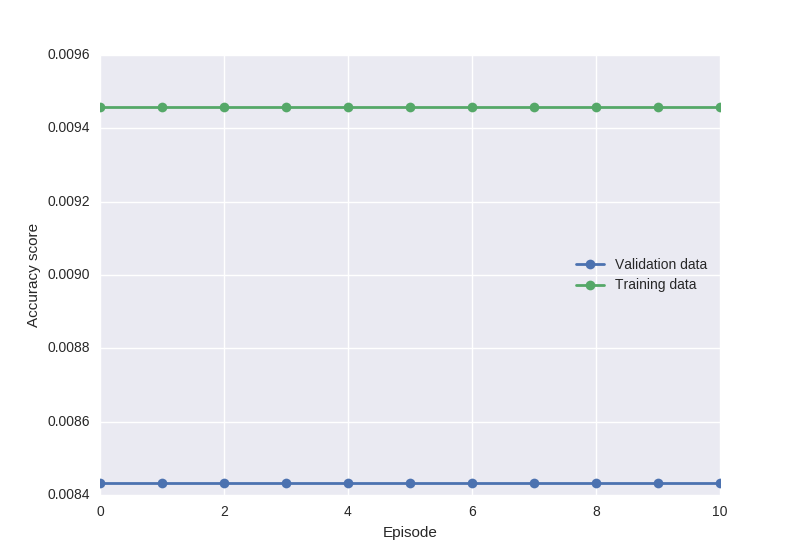 0.0096
0.0094
0.0092
0.0090
0.0088
0.0086
0.0084
Accuracy score
Validation data
Training data
0 2 4 6 8 10
Episode